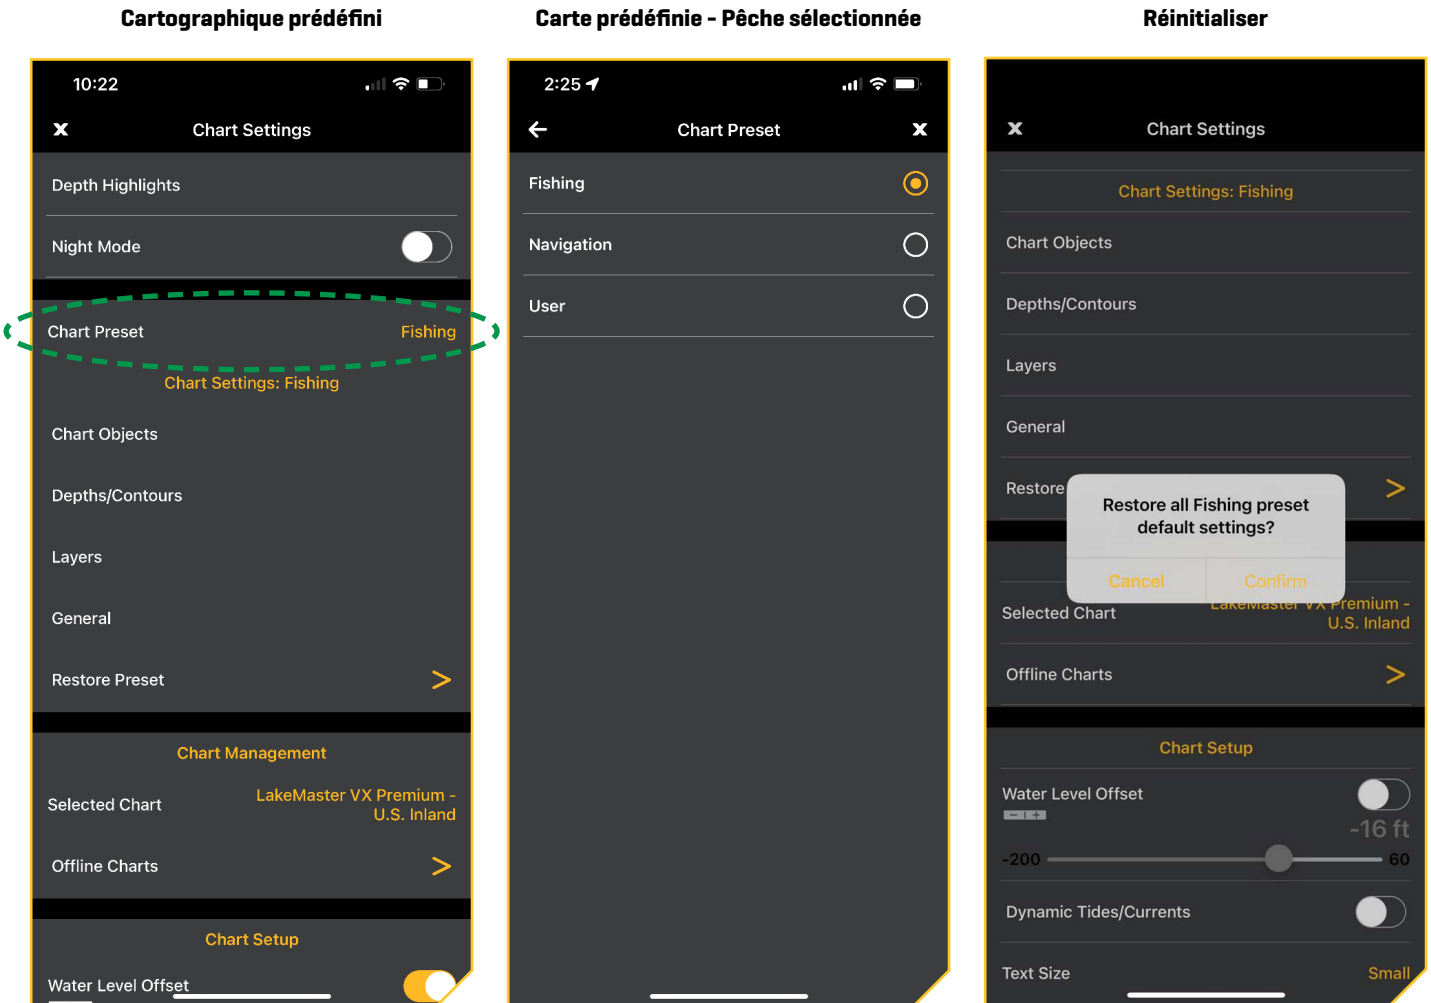 Cartographique prédéfini
10:22
Chart Settings
Depth Highlights
Night Mode
Chart Preset Fishing
Chart Settings: Fishing
Chart Objects
Depths/Contours
Layers
General
Restore Preset
Chart Management
Selected Chart LakeMaster VX Premium -
U.S. Inland
Offline Charts
Chart Setup
Water Level Offset
Carte prédéfinie - Pêche sélectionnée
2:25
Chart Preset
Fishing
Navigation
User
Réinitialiser
Chart Settings
Chart Settings: Fishing
Chart Objects
Depths/Contours
Layers
General
Restore
Restore all Fishing preset
default settings?
Cancel Confirm
Selected Chart LakeMaster VX Premium -
U.S. Inland
Offline Charts
Chart Setup
Water Level Offset
-16 ft
-200 60
Dynamic Tides/Currents
Text Size Small